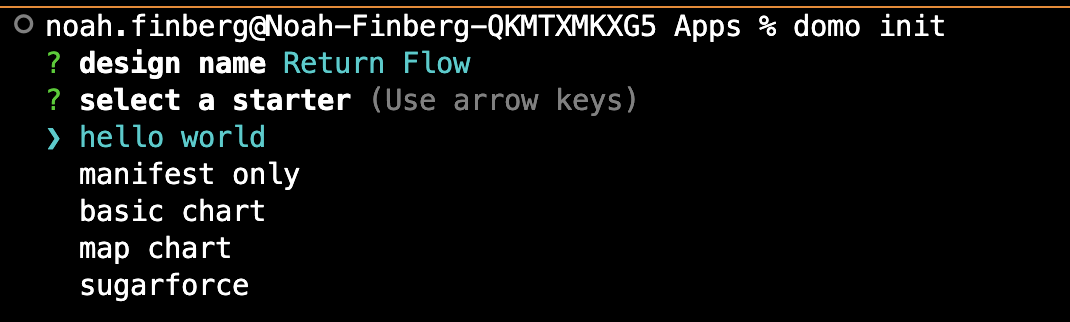 noah.finberg@Noah-Finberg-QKMTXMKXG5 Apps % domo init
? design name Return Flow
? select a starter (Use arrow keys)
❯ hello world
manifest only
basic chart
map chart
sugarforce